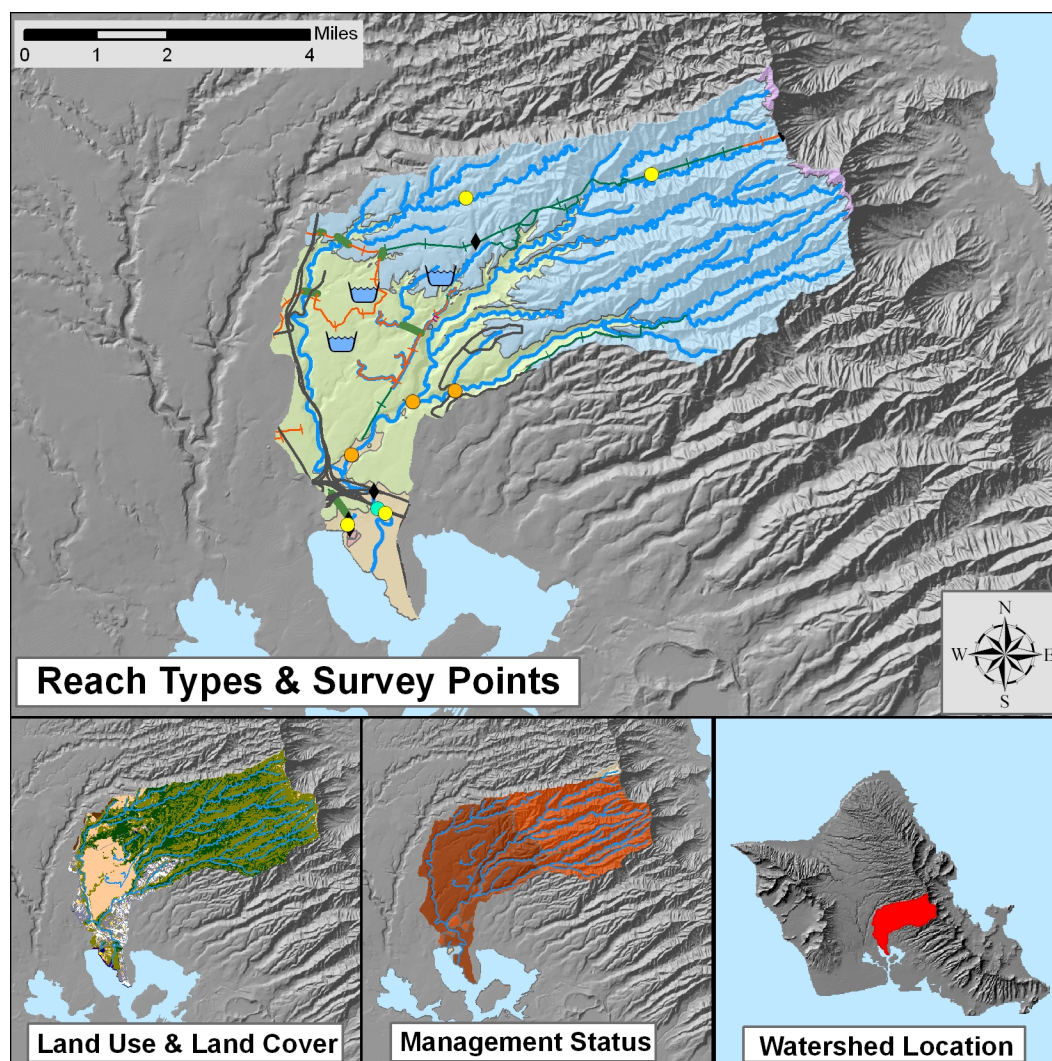 Miles
0 1 2 4
N
W E
S
Reach Types & Survey Points
Land Use & Land Cover
Management Status
Watershed Location